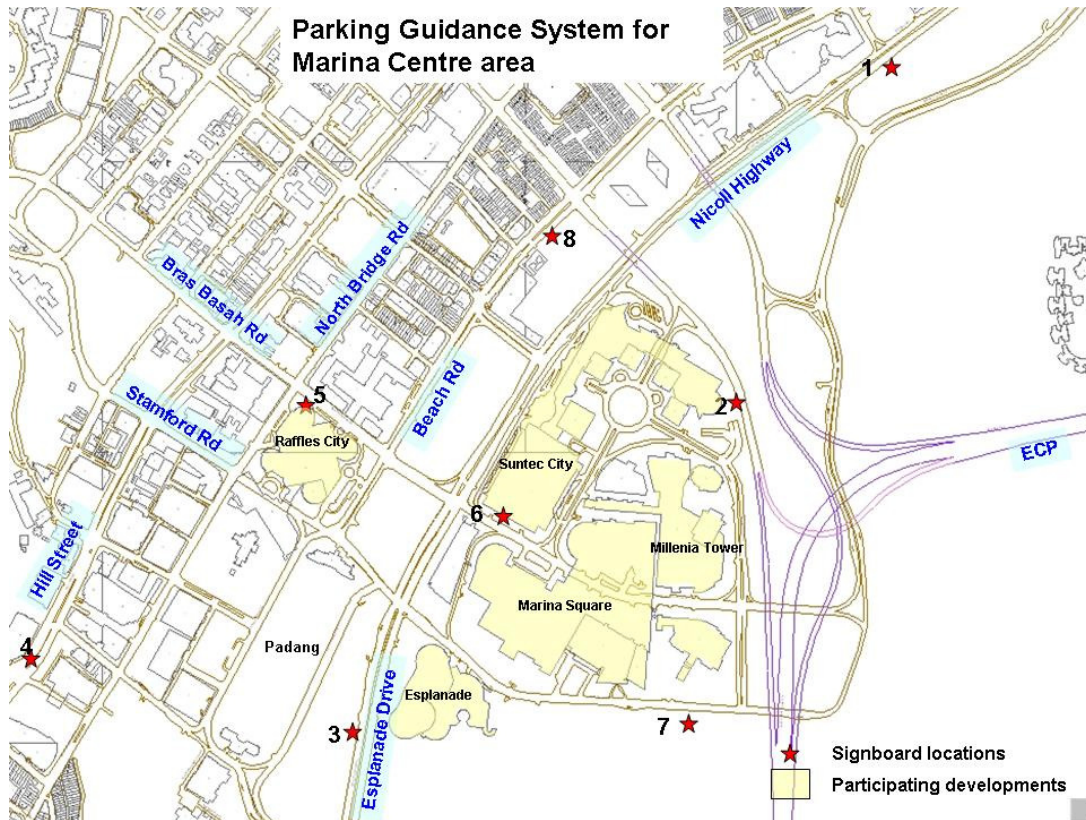 Parking Guidance System for
Marina Centre area
1
Nicoll Highway
8
North Bridge Rd
Bras Basah Rd
Beach Rd
5
2
Stamford Rd
Raffles City
Suntec City
ECP
6
Hill Street
Millenia Tower
Marina Square
4
Padang
Esplanade
3
7
Esplanade Drive
Signboard locations
Participating developments